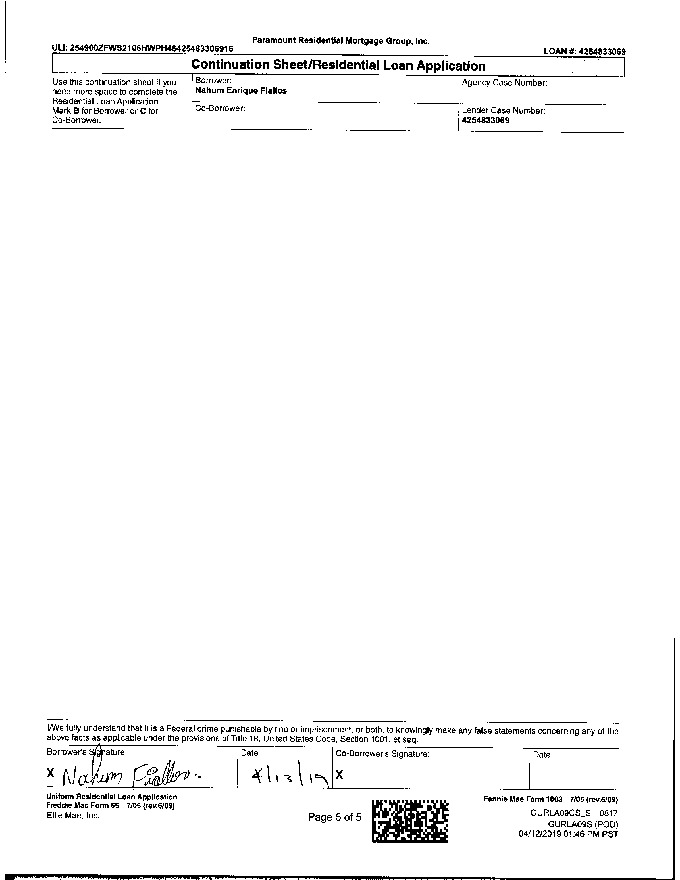 Paramount Residential Mortgage Group, Inc.
ULI: 254900ZFWS2106HWPH48425483306916
LOAN #: 4254833069
Continuation Sheet/Residential Loan Application
Use this continuation sheet if you
need more space to complete the
Residential Loan Application
Mark B for Borrower or C for
Co-Borrower.
Borrower:
Nahum Enrique Fiallos
Co-Borrower:
Agency Case Number:
Lender Case Number:
4254833069
I/We fully understand that it is a Federal crime punishable by fine or imprisonment, or both, to knowingly make any false statements concerning any of the
above facts as applicable under the provisions of Title 18, United States Code, Section 1001, et seq.
Borrower's Signature
Date
Co-Borrower's Signature:
Date
X Nahum Fiallos
4/13/19
X
Uniform Residential Loan Application
Freddie Mac Form 65 7/05 (rev.6/09)
Ellie Mae, Inc.
Page 5 of 5
Fannie Mae Form 1003 7/05 (rev.6/09)
GURLA09CS_S 0817
GURLA09S (POD)
04/12/2019 01:46 PM PST